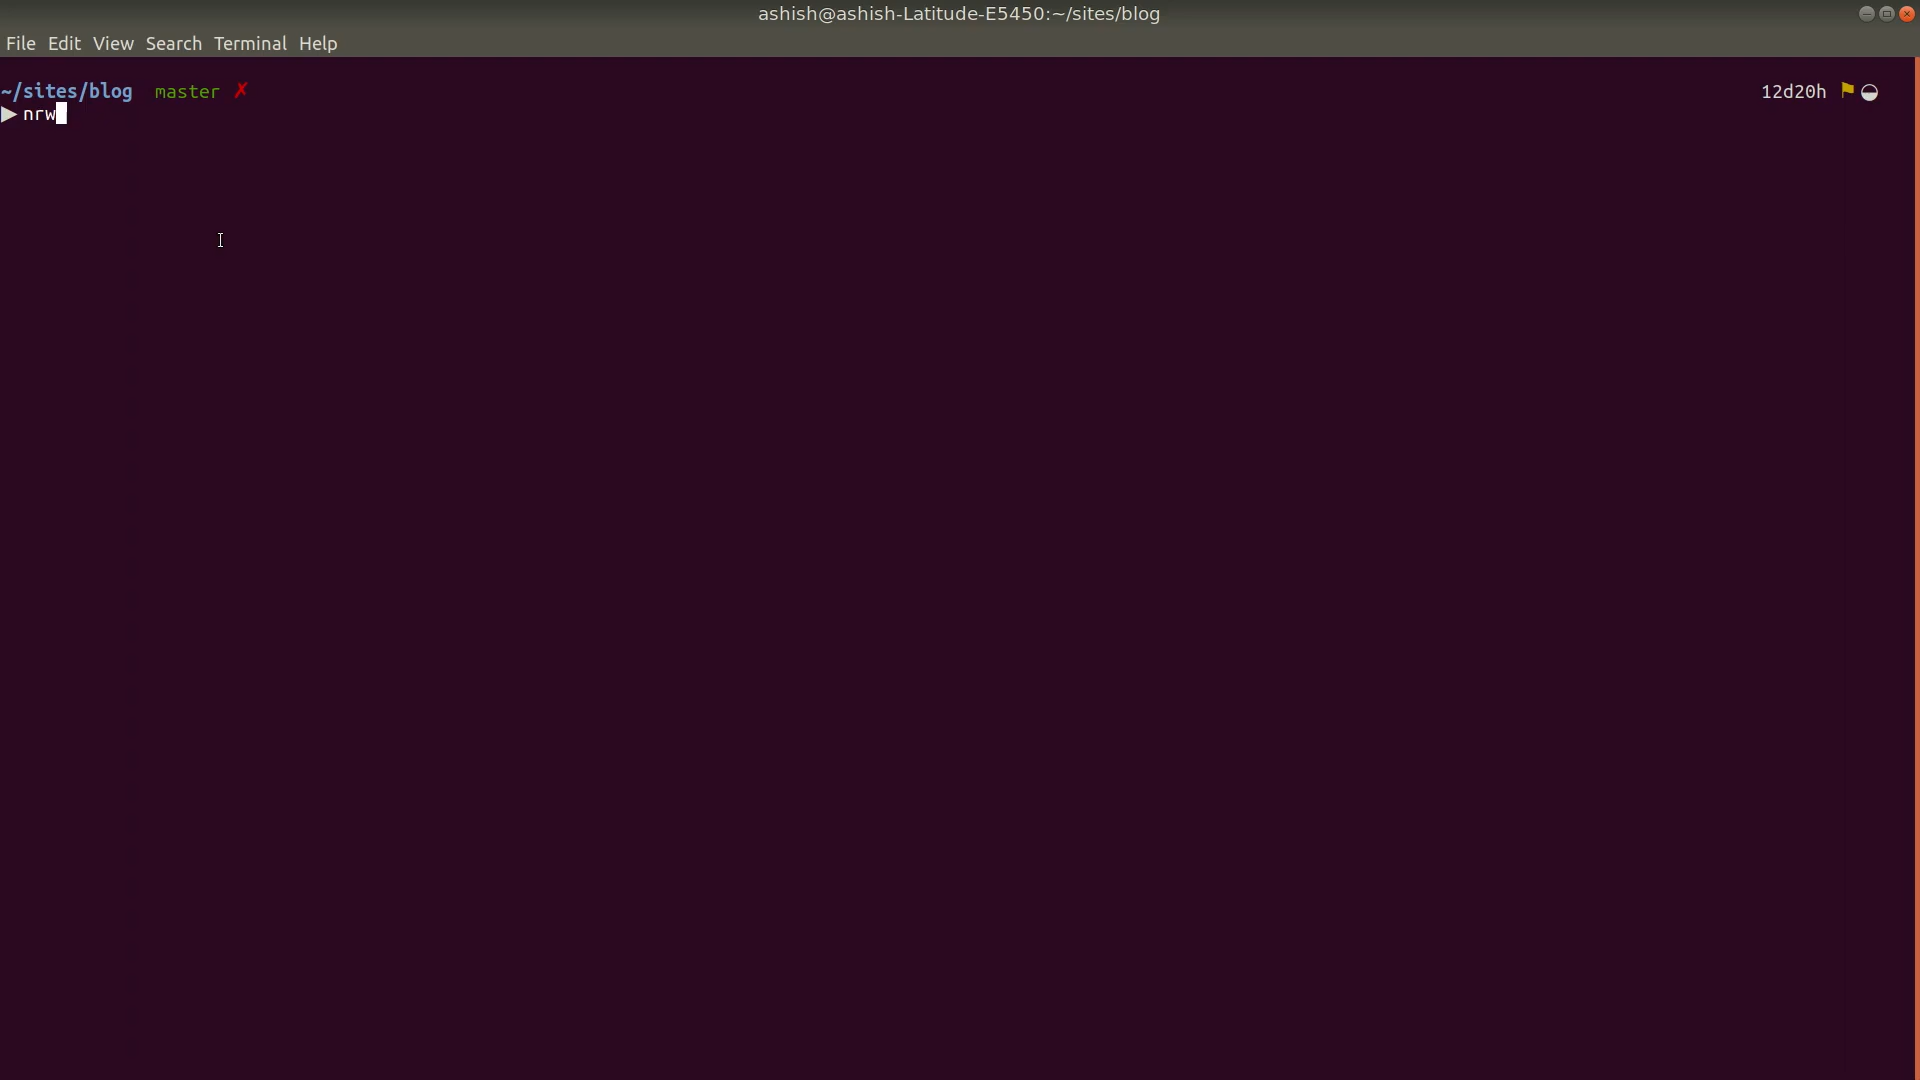 ashish@ashish-Latitude-E5450:~/sites/blog
File Edit View Search Terminal Help
~/sites/blog master ✗ 12d20h ⚑ ◒
▶ nrw